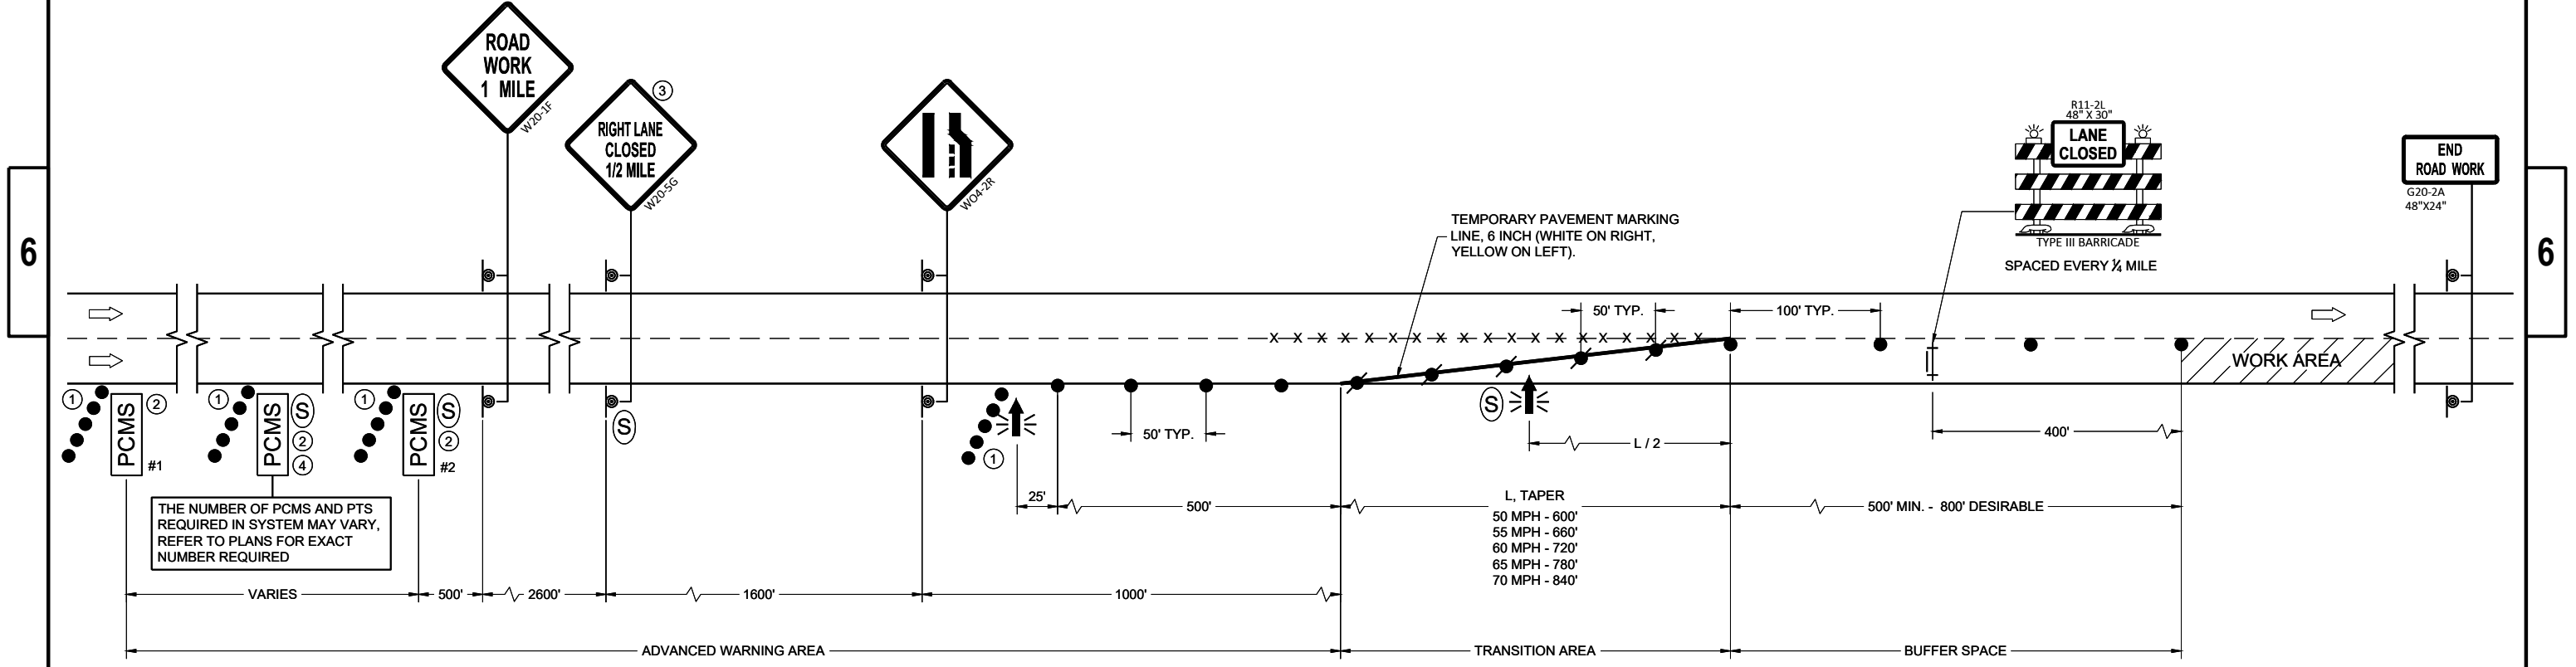 ROAD
WORK
1 MILE
W20-1F
3
RIGHT LANE
CLOSED
1/2 MILE
W20-5G
WO4-2R
R11-2L
48" X 30"
LANE
CLOSED
TYPE III BARRICADE
SPACED EVERY ¼ MILE
END
ROAD WORK
G20-2A
48"X24"
6
6
TEMPORARY PAVEMENT MARKING
LINE, 6 INCH (WHITE ON RIGHT,
YELLOW ON LEFT).
50' TYP.
100' TYP.
X X X X X X X X X X X X X X X X X X X
WORK AREA
1
PCMS
2
#1
1
PCMS
S
2
4
1
PCMS
S
2
#2
S
1
50' TYP.
S
L / 2
400'
THE NUMBER OF PCMS AND PTS
REQUIRED IN SYSTEM MAY VARY,
REFER TO PLANS FOR EXACT
NUMBER REQUIRED
25'
500'
L, TAPER
50 MPH - 600'
55 MPH - 660'
60 MPH - 720'
65 MPH - 780'
70 MPH - 840'
500' MIN. - 800' DESIRABLE
VARIES
500'
2600'
1600'
1000'
ADVANCED WARNING AREA
TRANSITION AREA
BUFFER SPACE